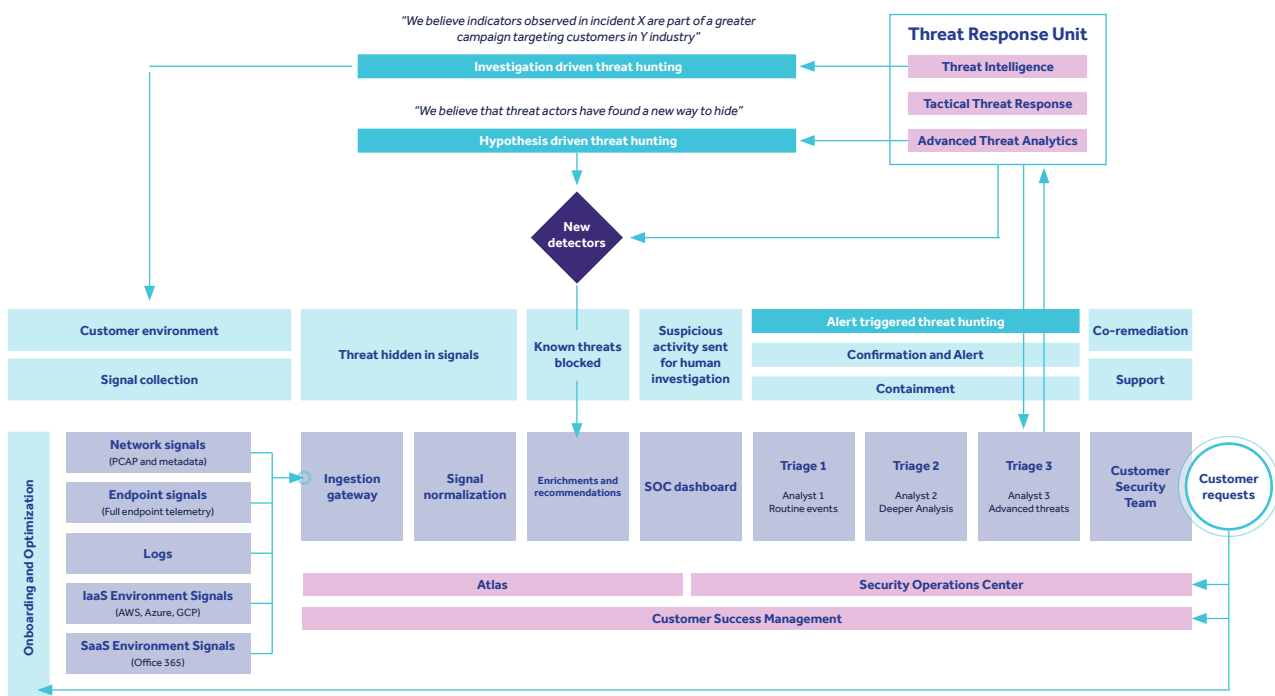 “We believe indicators observed in incident X are part of a greater
campaign targeting customers in Y industry”
Investigation driven threat hunting
“We believe that threat actors have found a new way to hide”
Hypothesis driven threat hunting
Threat Response Unit
Threat Intelligence
Tactical Threat Response
Advanced Threat Analytics
New
detectors
Customer environment
Signal collection
Threat hidden in signals
Known threats
blocked
Suspicious
activity sent
for human
investigation
Alert triggered threat hunting
Confirmation and Alert
Containment
Co-remediation
Support
Onboarding and Optimization
Network signals
(PCAP and metadata)
Endpoint signals
(Full endpoint telemetry)
Logs
IaaS Environment Signals
(AWS, Azure, GCP)
SaaS Environment Signals
(Office 365)
Ingestion
gateway
Signal
normalization
Enrichments and
recommendations
SOC dashboard
Triage 1
Analyst 1
Routine events
Triage 2
Analyst 2
Deeper Analysis
Triage 3
Analyst 3
Advanced threats
Customer
Security
Team
Customer
requests
Atlas
Security Operations Center
Customer Success Management